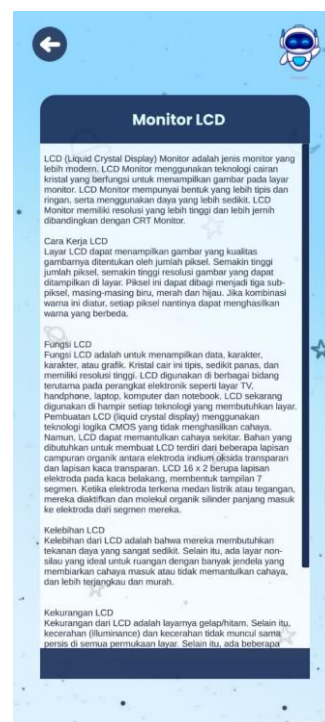 Monitor LCD
LCD (Liquid Crystal Display) Monitor adalah jenis monitor yang
lebih modern. LCD Monitor menggunakan teknologi cairan
kristal yang berfungsi untuk menampilkan gambar pada layar
monitor. LCD Monitor mempunyai bentuk yang lebih tipis dan
ringan, serta menggunakan daya yang lebih sedikit. LCD
Monitor memiliki resolusi yang lebih tinggi dan lebih jernih
dibandingkan dengan CRT Monitor.
Cara Kerja LCD
Layar LCD dapat menampilkan gambar yang kualitas
gambarnya ditentukan oleh jumlah piksel. Semakin tinggi
jumlah piksel, semakin tinggi resolusi gambar yang dapat
ditampilkan di layar. Piksel ini dapat dibagi menjadi tiga sub-
piksel, masing-masing biru, merah dan hijau. Jika kombinasi
warna ini diatur, setiap piksel nantinya dapat menghasilkan
warna yang berbeda.
Fungsi LCD
Fungsi LCD adalah untuk menampilkan data, karakter,
karakter, atau grafik. Kristal cair ini tipis, sedikit panas, dan
memiliki resolusi tinggi. LCD digunakan di berbagai bidang
terutama pada perangkat elektronik seperti layar TV,
handphone, laptop, komputer dan notebook. LCD sekarang
digunakan di hampir setiap teknologi yang membutuhkan layar.
Pembuatan LCD (liquid crystal display) menggunakan
teknologi logika CMOS yang tidak menghasilkan cahaya.
Namun, LCD dapat memantulkan cahaya sekitar. Bahan yang
dibutuhkan untuk membuat LCD terdiri dari beberapa lapisan
campuran organik antara elektroda indium oksida transparan
dan lapisan kaca transparan. LCD 16 x 2 berupa lapisan
elektroda pada kaca belakang, membentuk tampilan 7
segmen. Ketika elektroda terkena medan listrik atau tegangan,
mereka diaktifkan dan molekul organik silinder panjang masuk
ke elektroda dari segmen mereka.
Kelebihan LCD
Kelebihan dari LCD adalah bahwa mereka membutuhkan
tekanan daya yang sangat sedikit. Selain itu, ada layar non-
silau yang ideal untuk ruangan dengan banyak jendela yang
membiarkan cahaya masuk atau tidak memantulkan cahaya,
dan lebih terjangkau dan murah.
Kekurangan LCD
Kekurangan dari LCD adalah layarnya gelap/hitam. Selain itu,
kecerahan (illuminance) dan kecerahan tidak muncul sama
persis di semua permukaan layar. Selain itu, ada beberapa